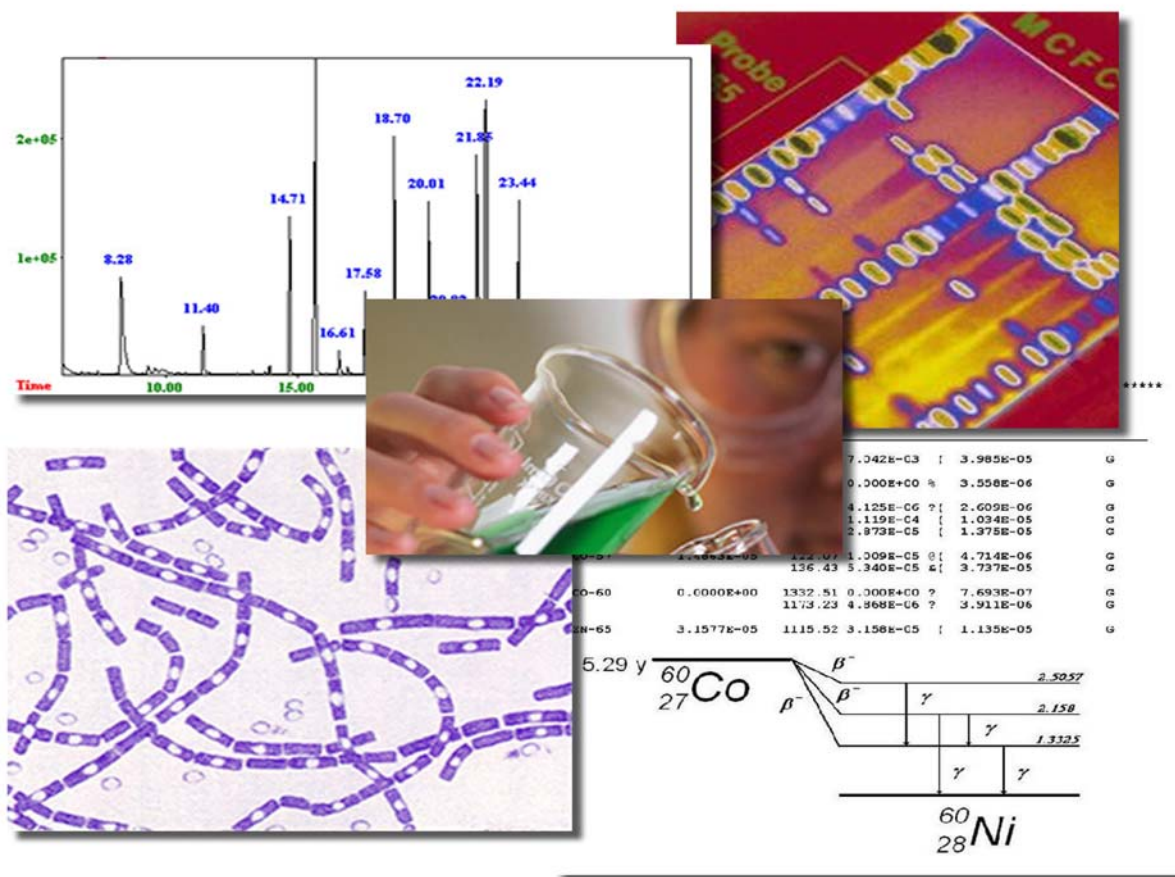 22.19
2e+05
18.70
21.85
20.01
23.44
14.71
1e+05
8.28
17.58
11.40
16.61
Time
10.00
15.00
Probe
55
MCFC
*****
7.042E-03 ( 3.985E-05 G
0.000E+00 % 3.556E-06 G
4.125E-06 ?( 2.609E-06 G
1.119E-04 ( 1.034E-05
2.873E-05 ( 1.375E-05 G
1.009E-05 4.714E-06 G
136.43 3.737E-05 G
CO-60 0.0000E+00 1332.51 0.000E+00 ? 7.693E-07 G
1173.23 4.868E-06 ? 3.911E-06 G
ZN-65 3.1577E-05 1115.52 3.158E-05 ( 1.135E-05 G
5.29 y
60
27Co
β⁻
β⁻
β⁻
2.5057
γ
2.158
γ
1.3325
γ
γ
60
28Ni